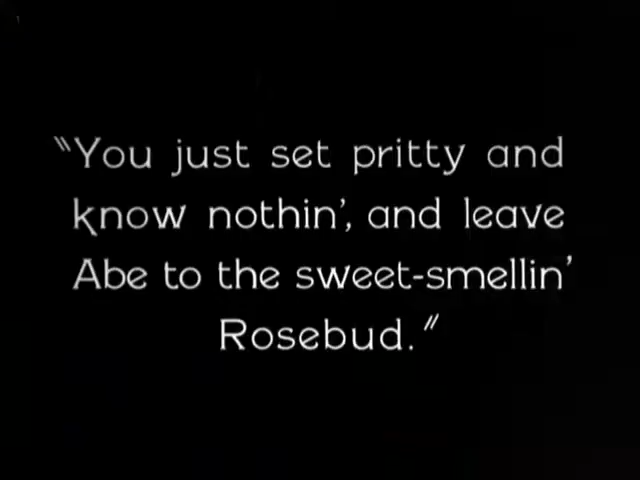 "You just set pritty and
know nothin', and leave
Abe to the sweet-smellin'
Rosebud."